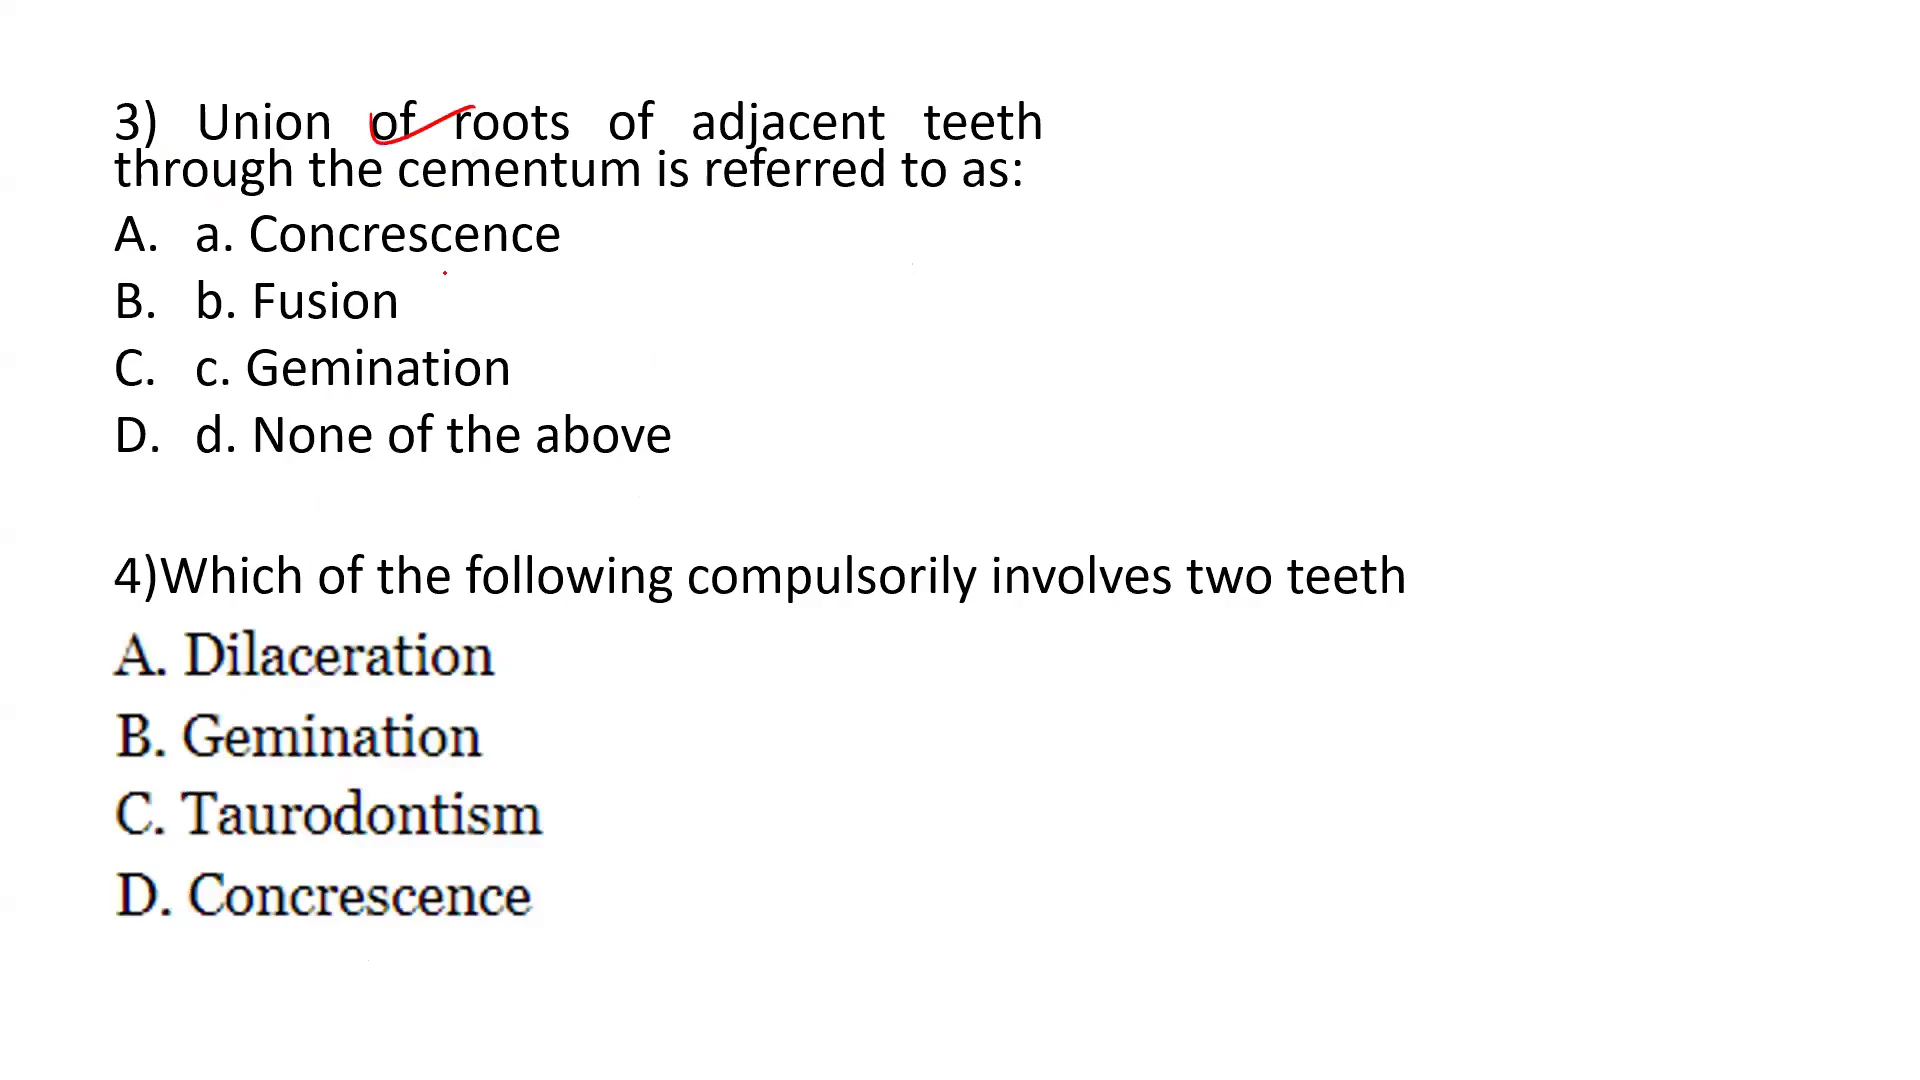 3) Union of roots of adjacent teeth
through the cementum is referred to as:
A. a. Concrescence
B. b. Fusion
C. c. Gemination
D. d. None of the above
4)Which of the following compulsorily involves two teeth
A. Dilaceration
B. Gemination
C. Taurodontism
D. Concrescence